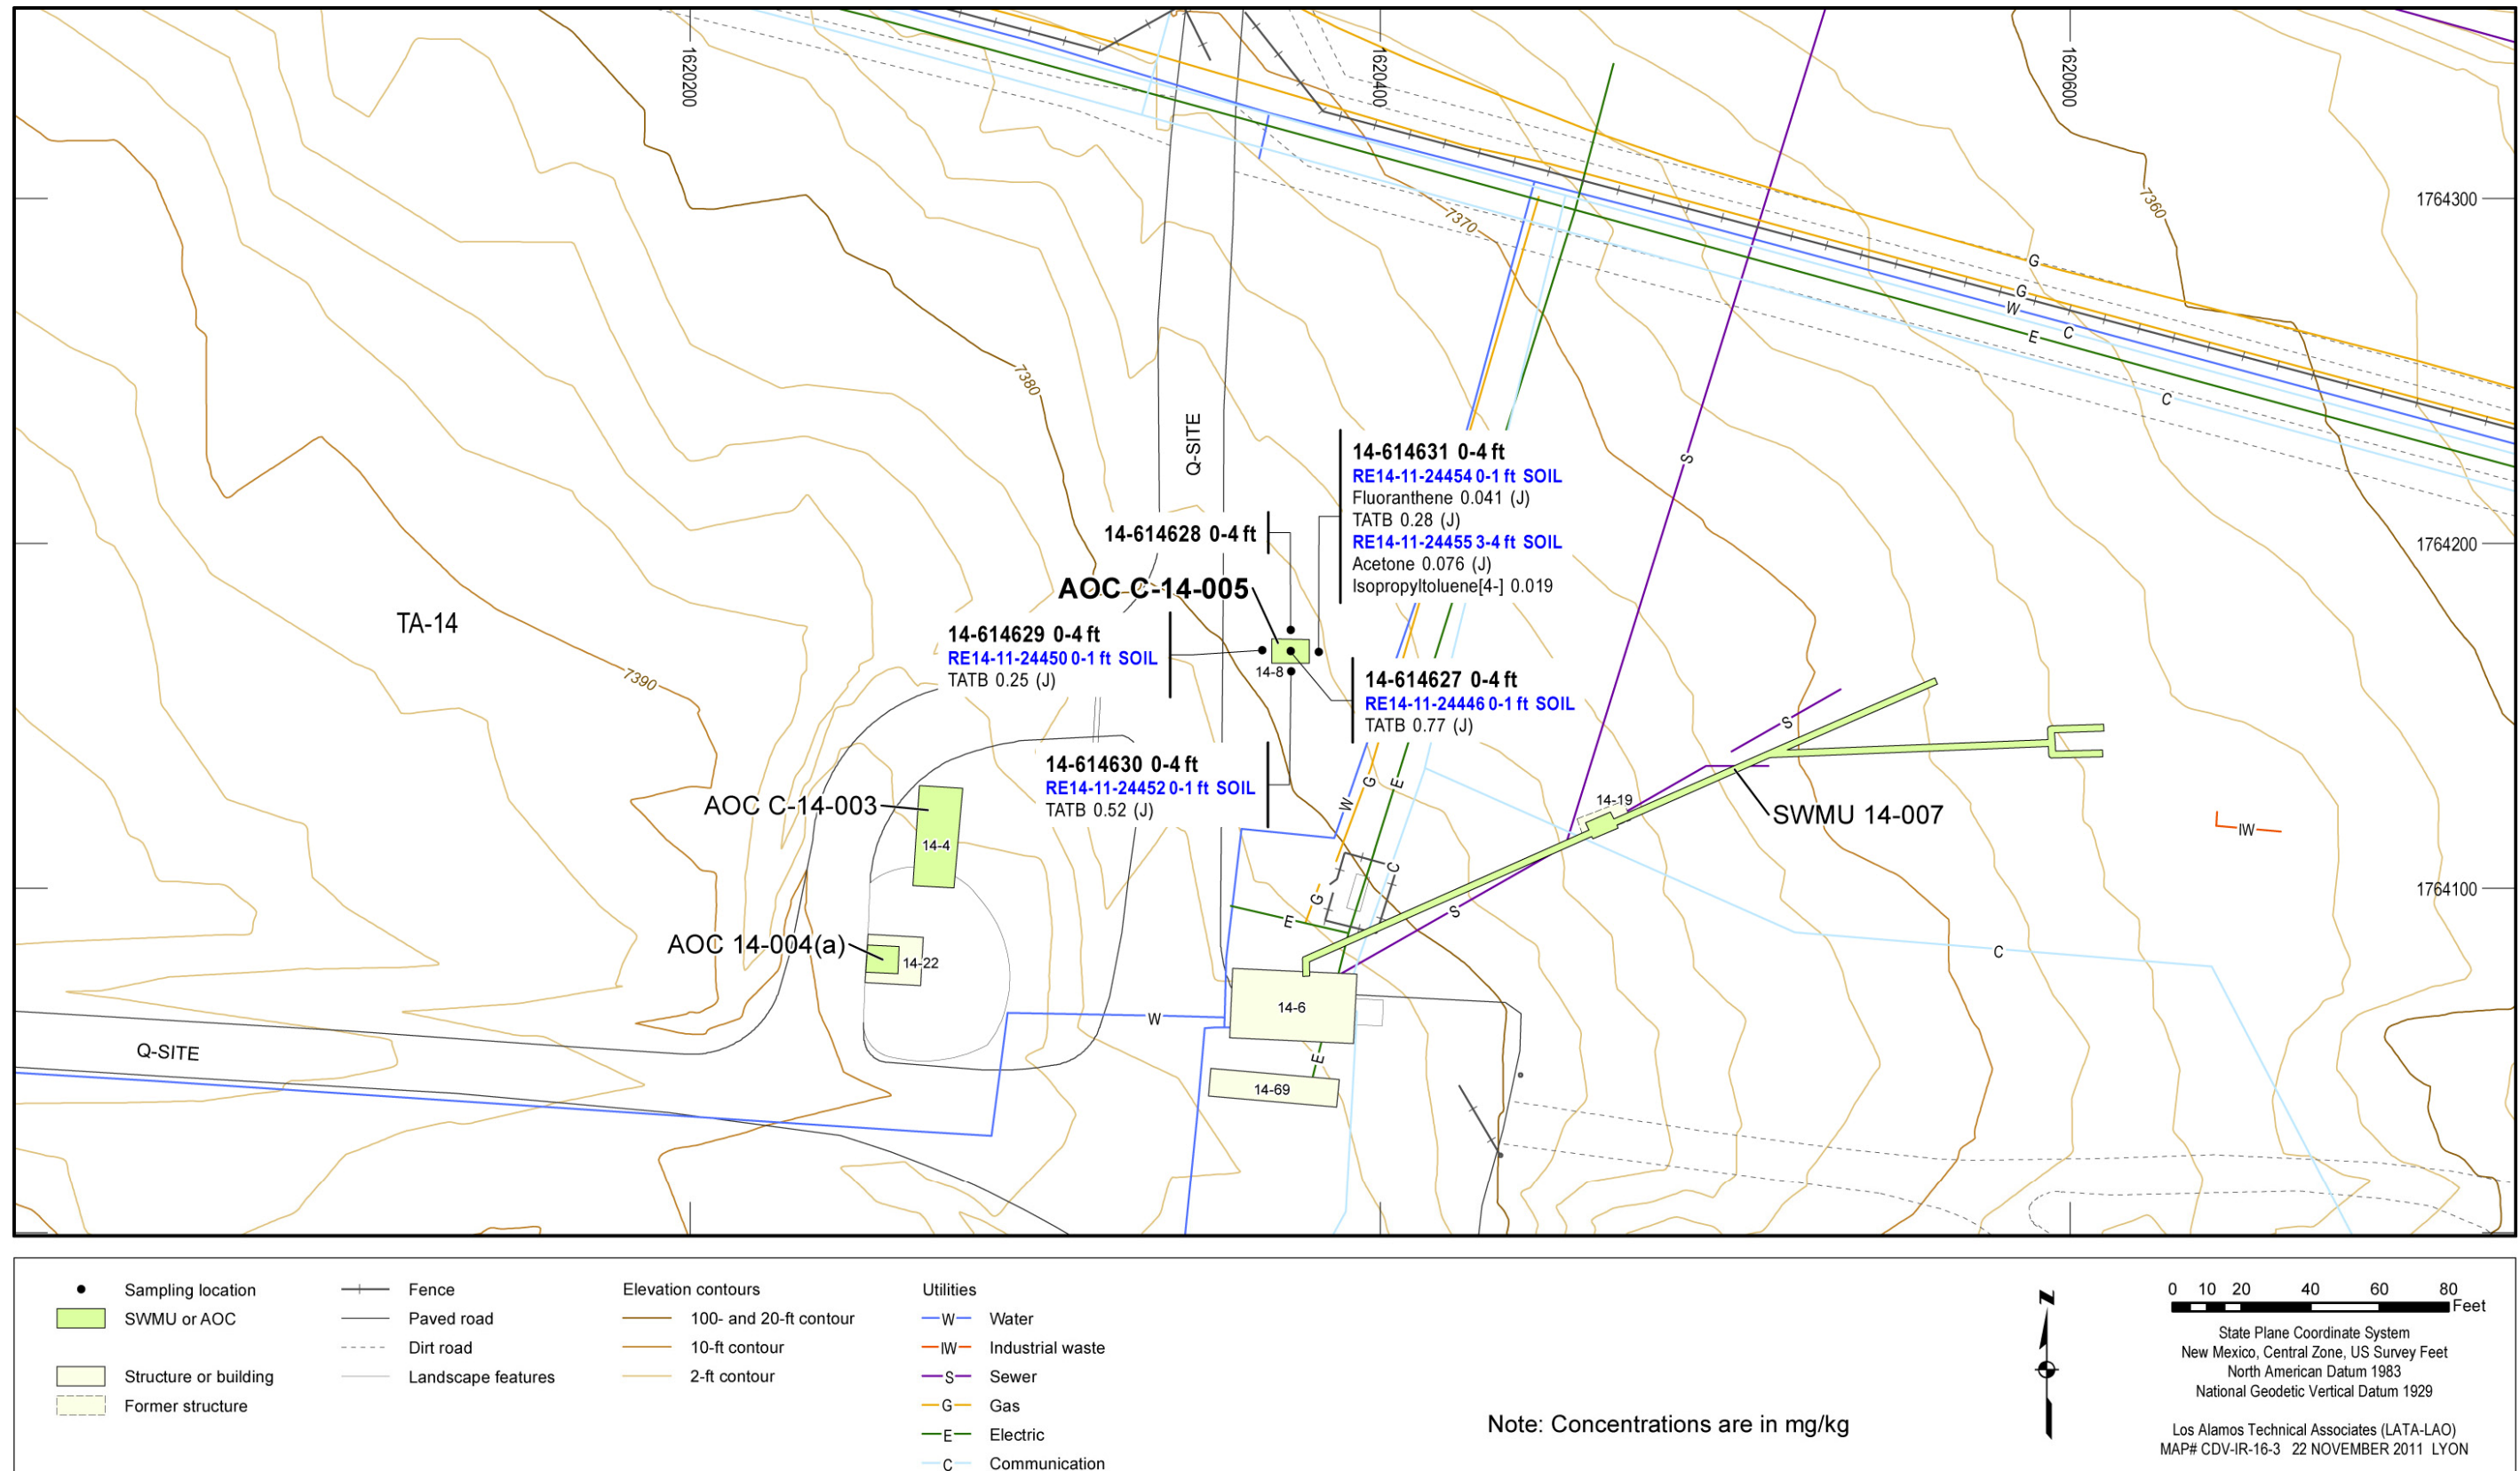 1620200
1620400
1620600
1764300
7360
7370
G
G
W
C
E
C
7380
Q-SITE
S
14-614631 0-4 ft
RE14-11-24454 0-1 ft SOIL
Fluoranthene 0.041 (J)
TATB 0.28 (J)
RE14-11-24455 3-4 ft SOIL
Acetone 0.076 (J)
Isopropyltoluene[4-] 0.019
14-614628 0-4 ft
1764200
AOC C-14-005
TA-14
14-614629 0-4 ft
RE14-11-24450 0-1 ft SOIL
TATB 0.25 (J)
14-8
7390
14-614627 0-4 ft
RE14-11-24446 0-1 ft SOIL
TATB 0.77 (J)
S
14-614630 0-4 ft
RE14-11-24452 0-1 ft SOIL
TATB 0.52 (J)
W
G
E
AOC C-14-003
14-19
SWMU 14-007
IW
14-4
C
1764100
G
S
E
AOC 14-004(a)
14-22
C
14-6
W
Q-SITE
E
14-69
Sampling location
SWMU or AOC
Structure or building
Former structure
Fence
Paved road
Dirt road
Landscape features
Elevation contours
100- and 20-ft contour
10-ft contour
2-ft contour
Utilities
W Water
IW Industrial waste
S Sewer
G Gas
E Electric
C Communication
Note: Concentrations are in mg/kg
N
0 10 20 40 60 80
Feet
State Plane Coordinate System
New Mexico, Central Zone, US Survey Feet
North American Datum 1983
National Geodetic Vertical Datum 1929
Los Alamos Technical Associates (LATA-LAO)
MAP# CDV-IR-16-3 22 NOVEMBER 2011 LYON